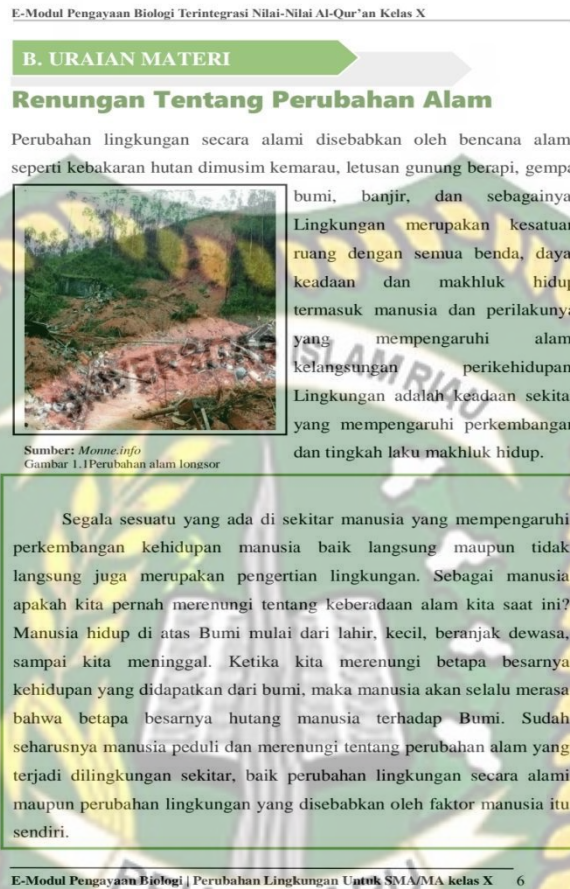 E-Modul Pengayaan Biologi Terintegrasi Nilai-Nilai Al-Qur'an Kelas X
B. URAIAN MATERI
Renungan Tentang Perubahan Alam
Perubahan lingkungan secara alami disebabkan oleh bencana alam
seperti kebakaran hutan dimusim kemarau, letusan gunung berapi, gempa
bumi, banjir, dan sebagainya
Lingkungan merupakan kesatuan
ruang dengan semua benda, daya
keadaan dan makhluk hidup
termasuk manusia dan perilakunya
yang mempengaruhi alam
kelangsungan perikehidupan
Lingkungan adalah keadaan sekita
yang mempengaruhi perkembangan
dan tingkah laku makhluk hidup.
Sumber: Monne.info
Gambar 1.1Perubahan alam longsor
Segala sesuatu yang ada di sekitar manusia yang mempengaruhi
perkembangan kehidupan manusia baik langsung maupun tidak
langsung juga merupakan pengertian lingkungan. Sebagai manusia
apakah kita pernah merenungi tentang keberadaan alam kita saat ini?
Manusia hidup di atas Bumi mulai dari lahir, kecil, beranjak dewasa,
sampai kita meninggal. Ketika kita merenungi betapa besarnya
kehidupan yang didapatkan dari bumi, maka manusia akan selalu merasa
bahwa betapa besarnya hutang manusia terhadap Bumi. Sudah
seharusnya manusia peduli dan merenungi tentang perubahan alam yang
terjadi dilingkungan sekitar, baik perubahan lingkungan secara alami
maupun perubahan lingkungan yang disebabkan oleh faktor manusia itu
sendiri.
UNIVERSITAS ISLAM RIAU
E-Modul Pengayaan Biologi | Perubahan Lingkungan Untuk SMA/MA kelas X 6